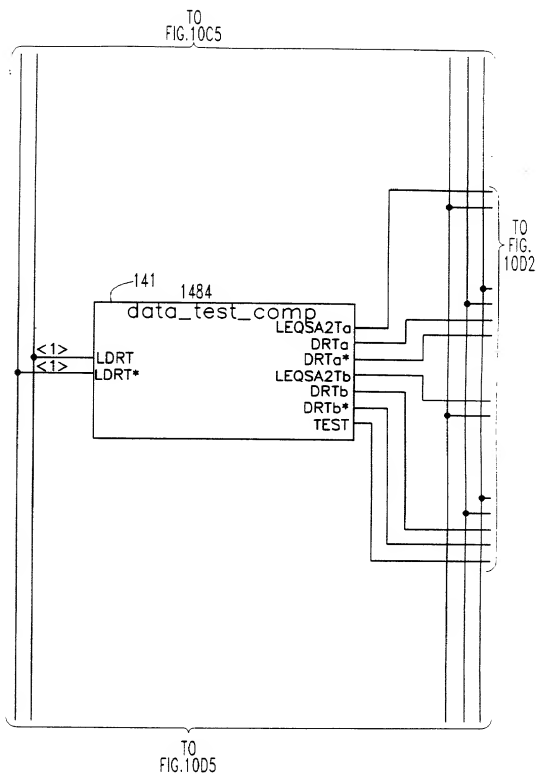 TO
FIG.10C5
TO
FIG.
10D2
141
1484
data_test_comp
LEQSA2Ta
DRTa
DRTa*
LEQSA2Tb
DRTb
DRTb*
TEST
<1>
LDRT
<1>
LDRT*
TO
FIG.10D5